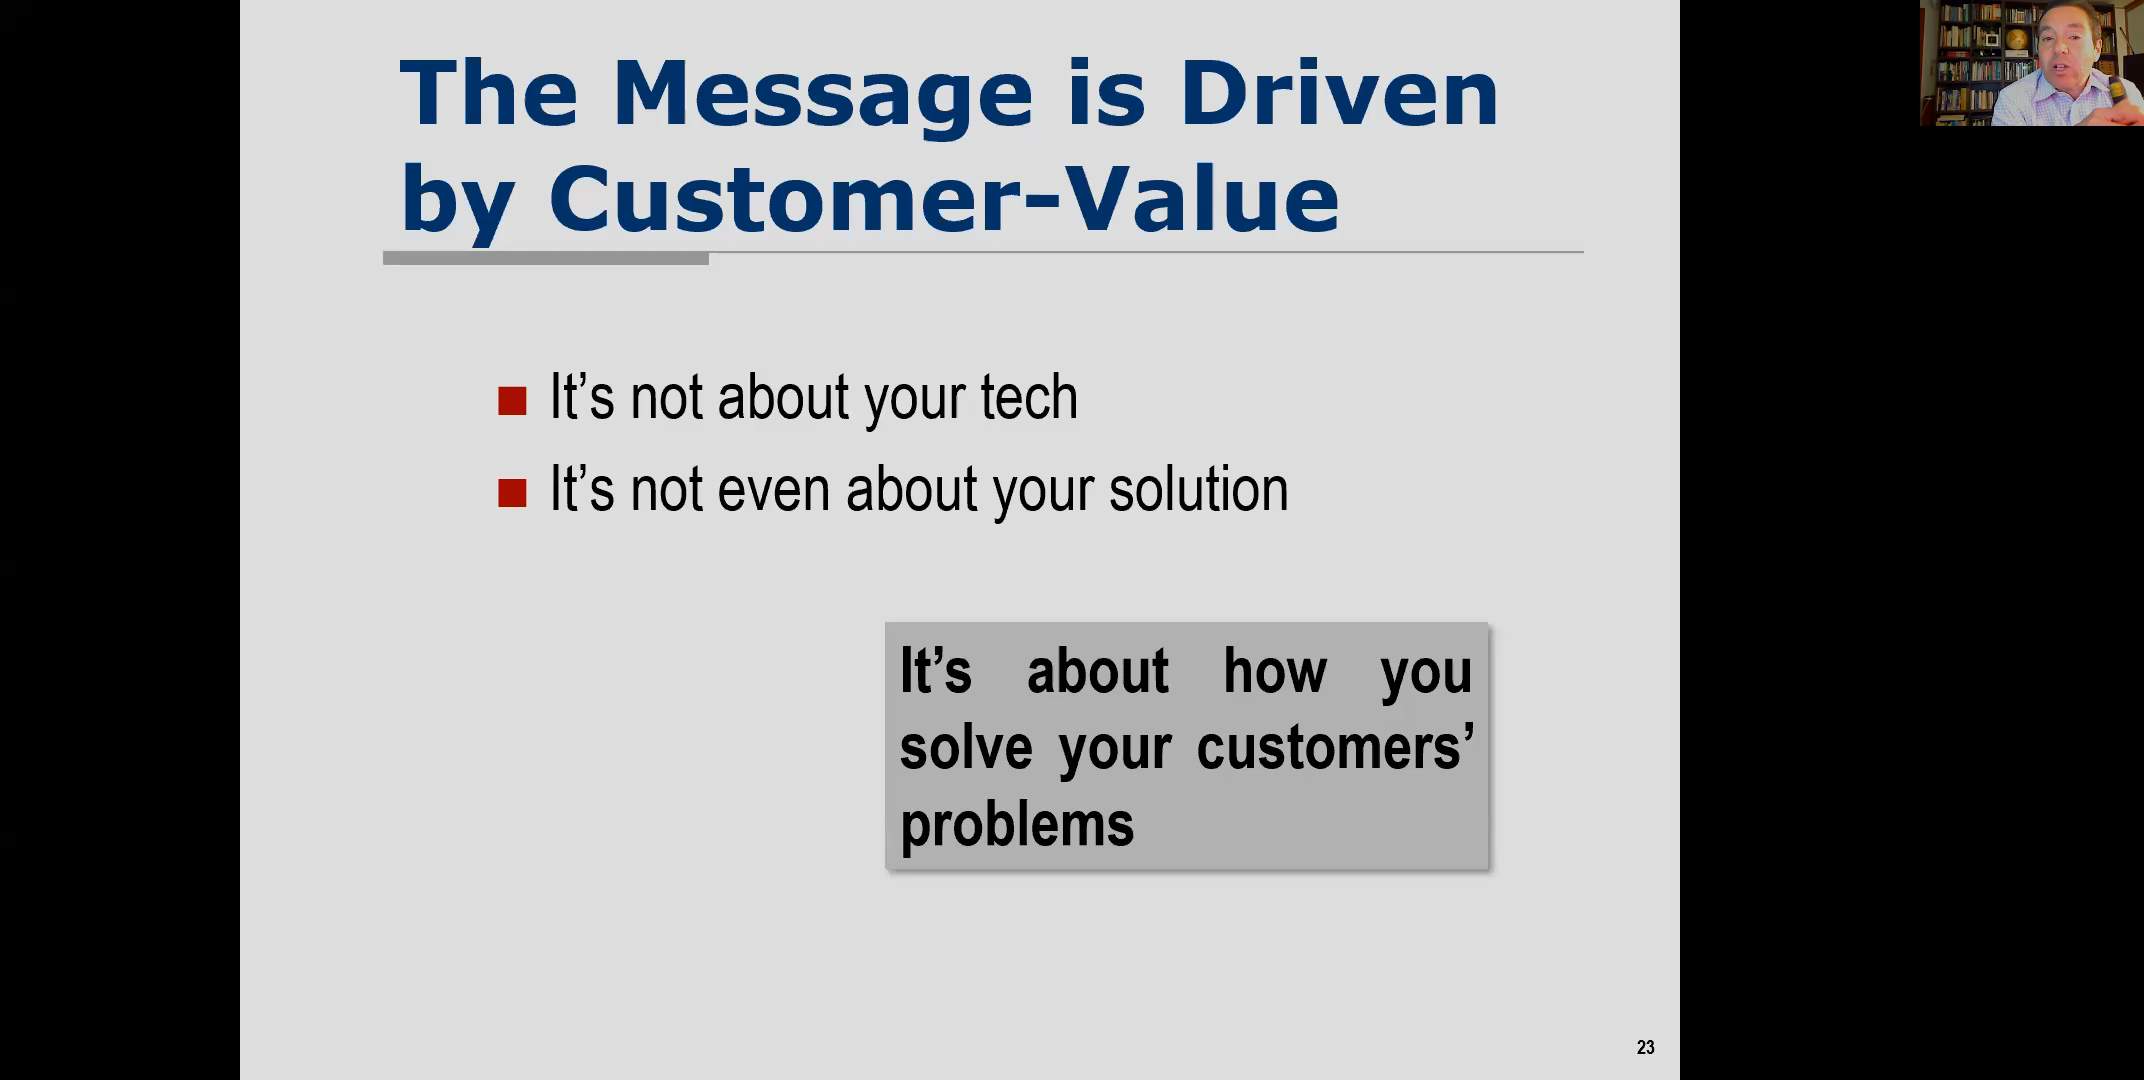 The Message is Driven
by Customer-Value
It’s not about your tech
It’s not even about your solution
It’s about how you
solve your customers’
problems
23